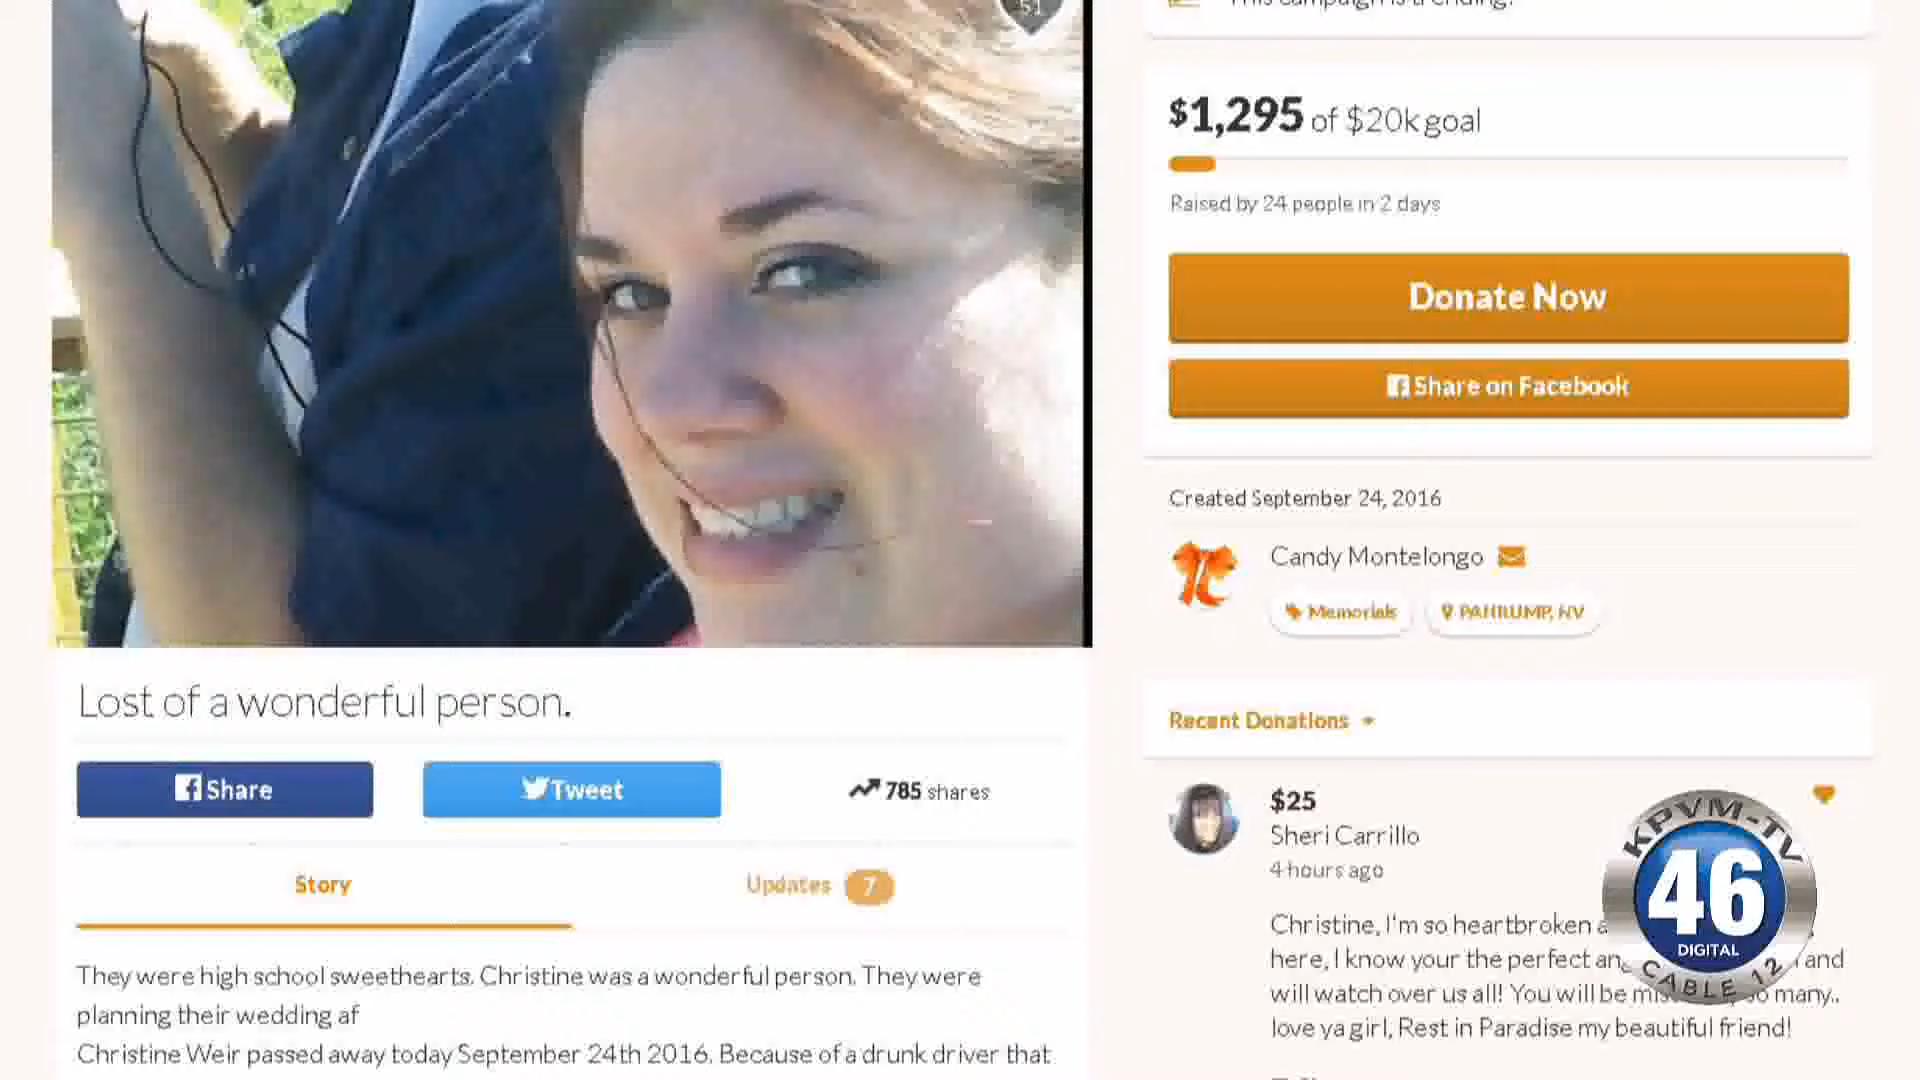 51
This campaign is trending!
$1,295 of $20k goal
Raised by 24 people in 2 days
Donate Now
Share on Facebook
Created September 24, 2016
Candy Montelongo
Memorials
PAHRUMP, NV
Lost of a wonderful person.
Share
Tweet
785 shares
Recent Donations
Story
Updates 7
$25
Sheri Carrillo
4 hours ago
Christine, I'm so heartbroken
here, I know your the perfect and
will watch over us all! You will be many..
love ya girl, Rest in Paradise my beautiful friend!
They were high school sweethearts. Christine was a wonderful person. They were
planning their wedding af
Christine Weir passed away today September 24th 2016. Because of a drunk driver that
KPVM-TV
46
DIGITAL
CABLE 12